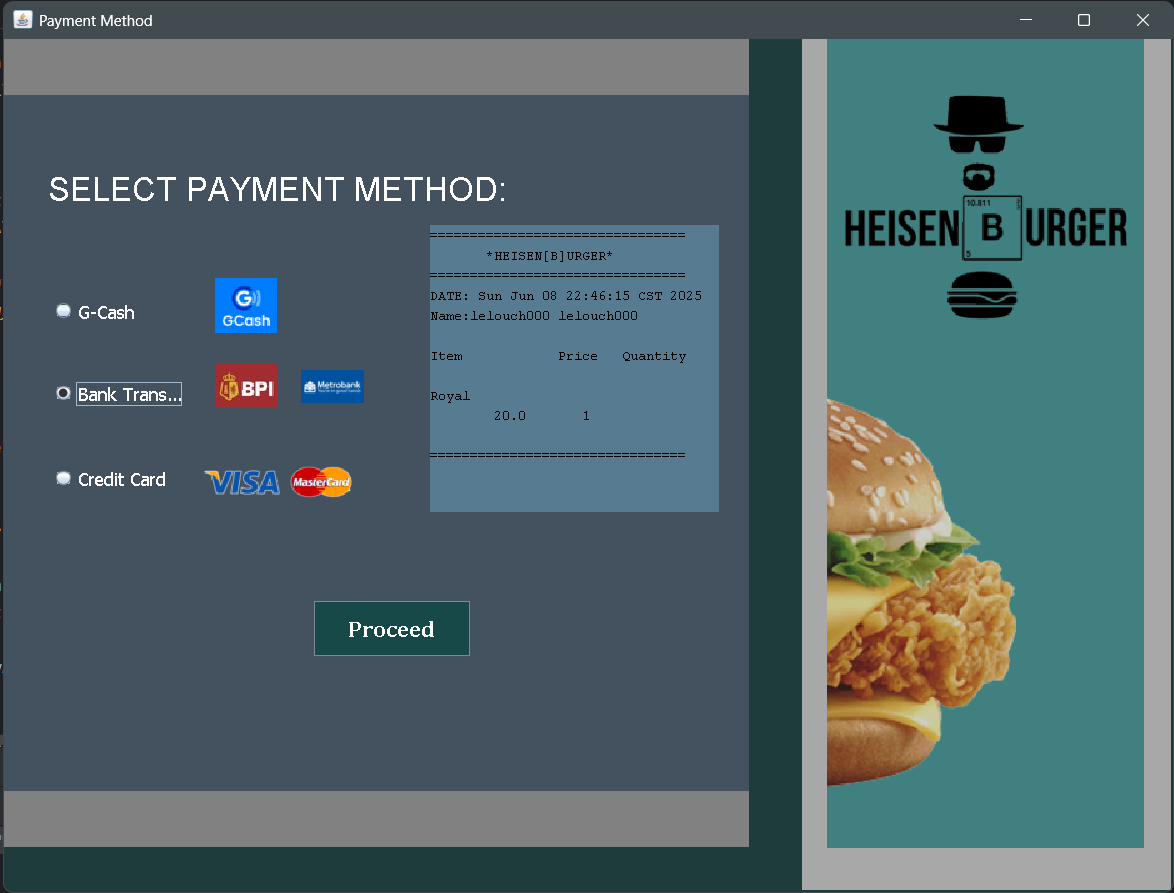 Payment Method
SELECT PAYMENT METHOD:
G-Cash
G
GCash
Bank Trans...
BPI
Metrobank
Credit Card
VISA
MasterCard
================================
*HEISEN[B]URGER*
================================
DATE: Sun Jun 08 22:46:15 CST 2025
Name:lelouch000 lelouch000
Item Price Quantity
Royal
20.0 1
================================
Proceed
10.811
HEISEN B URGER
5